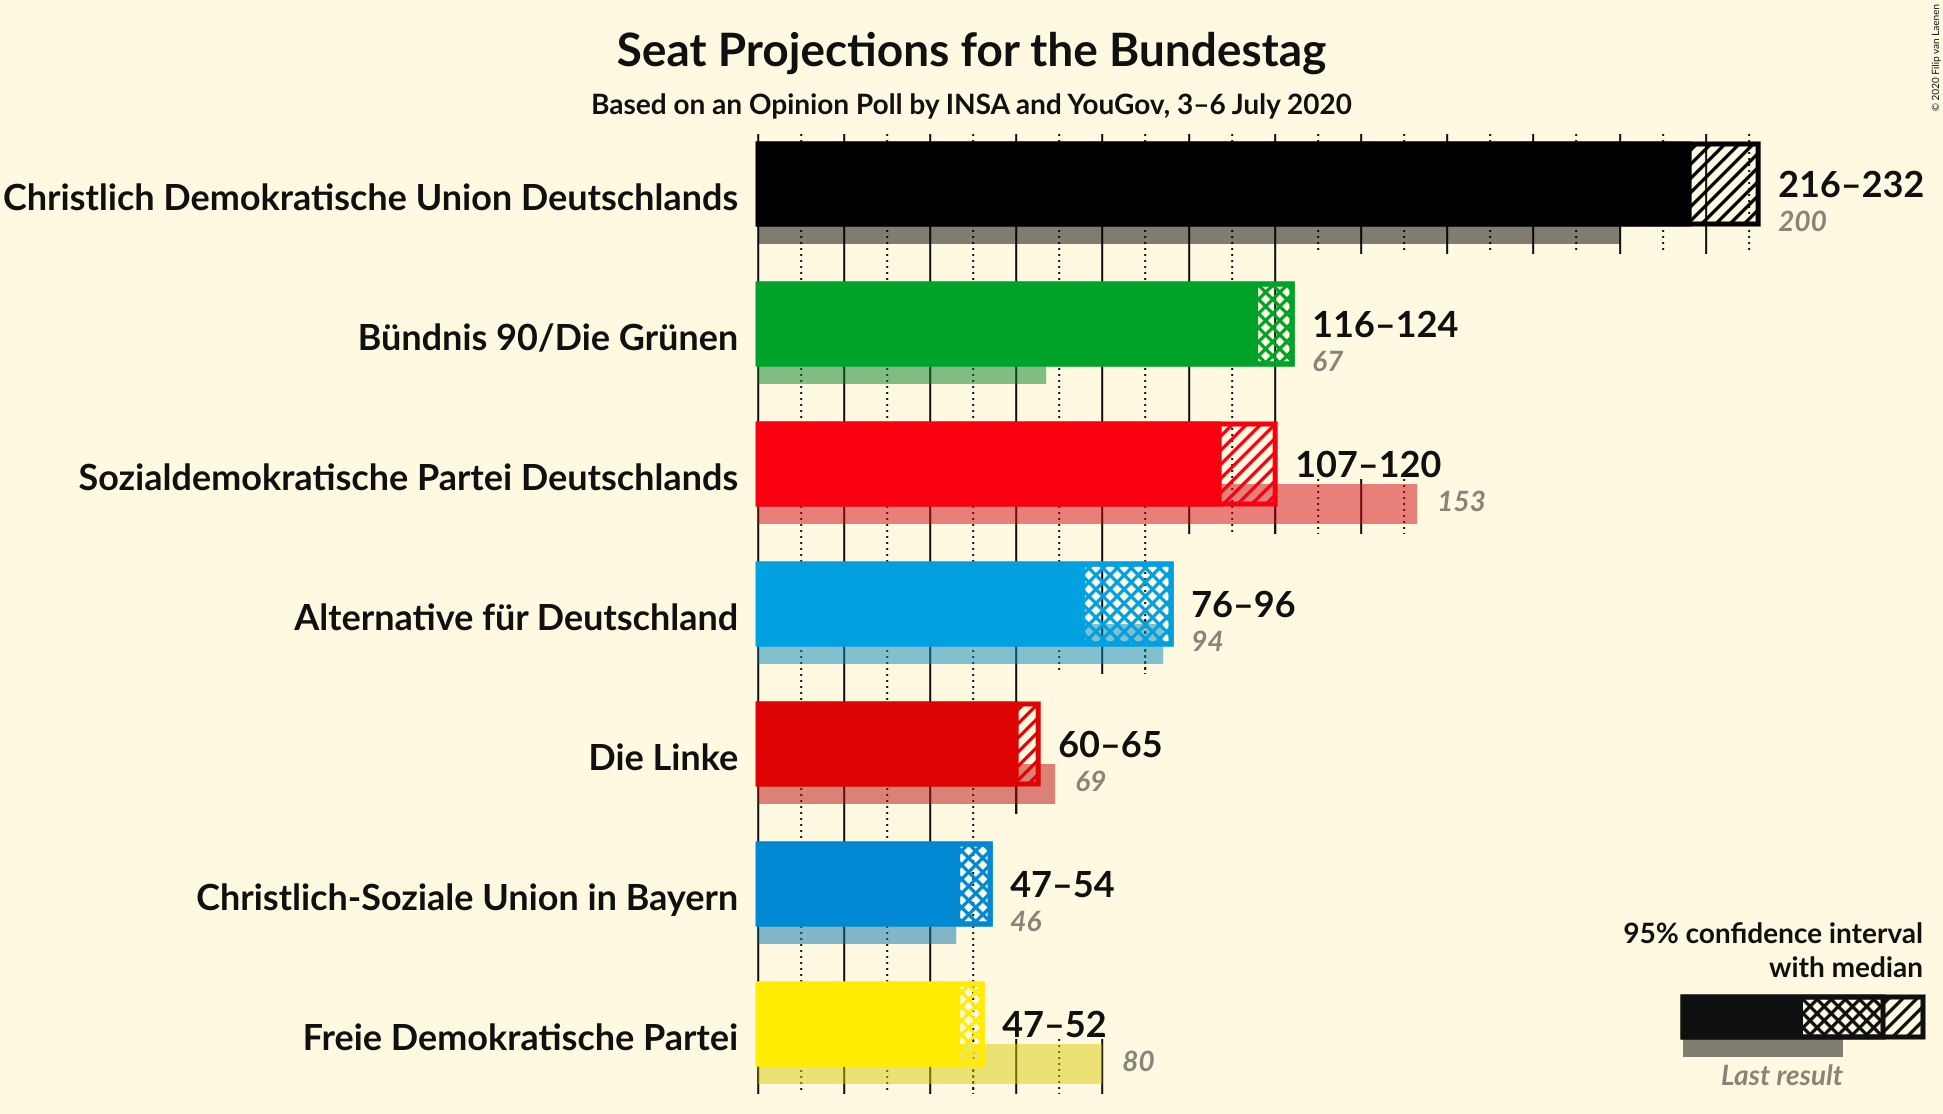 Seat Projections for the Bundestag
Based on an Opinion Poll by INSA and YouGov, 3–6 July 2020
© 2020 Filip van Laenen
Christlich Demokratische Union Deutschlands
216–232
200
Bündnis 90/Die Grünen
116–124
67
Sozialdemokratische Partei Deutschlands
107–120
153
Alternative für Deutschland
76–96
94
Die Linke
60–65
69
Christlich-Soziale Union in Bayern
47–54
46
Freie Demokratische Partei
47–52
80
95% confidence interval
with median
Last result